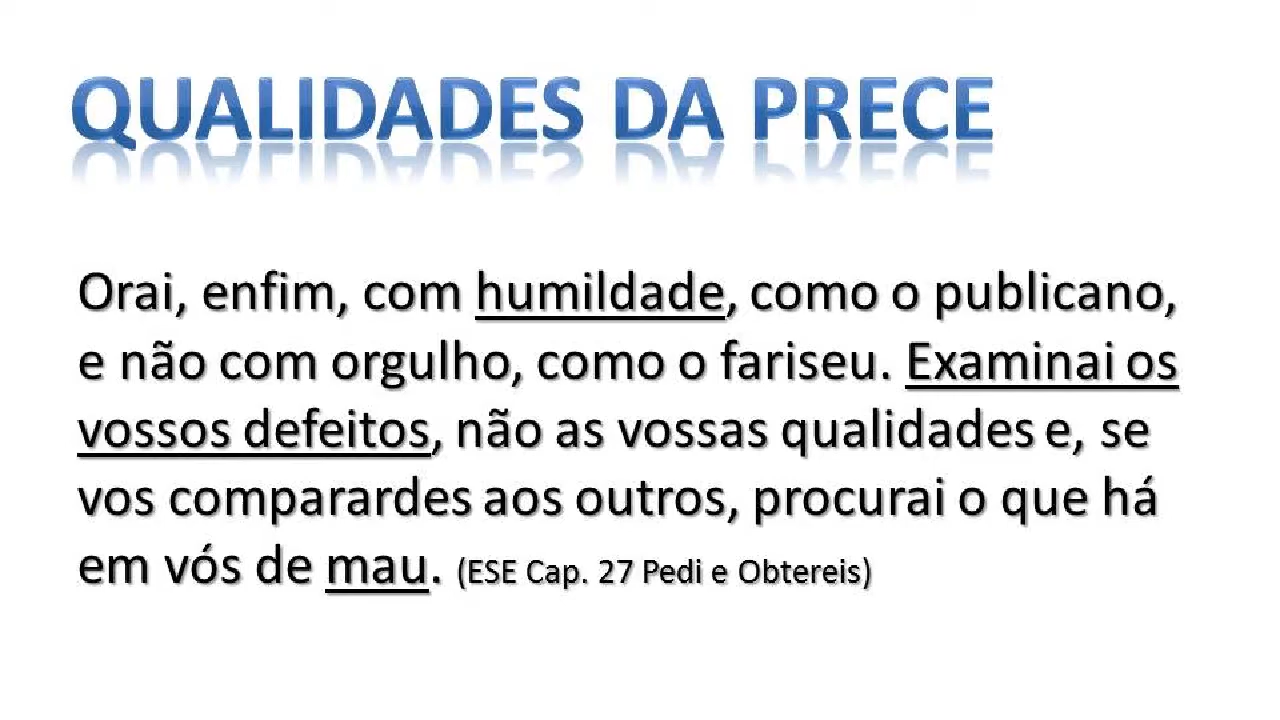 QUALIDADES DA PRECE
Orai, enfim, com humildade, como o publicano,
e não com orgulho, como o fariseu. Examinai os
vossos defeitos, não as vossas qualidades e, se
vos comparardes aos outros, procurai o que há
em vós de mau. (ESE Cap. 27 Pedi e Obtereis)